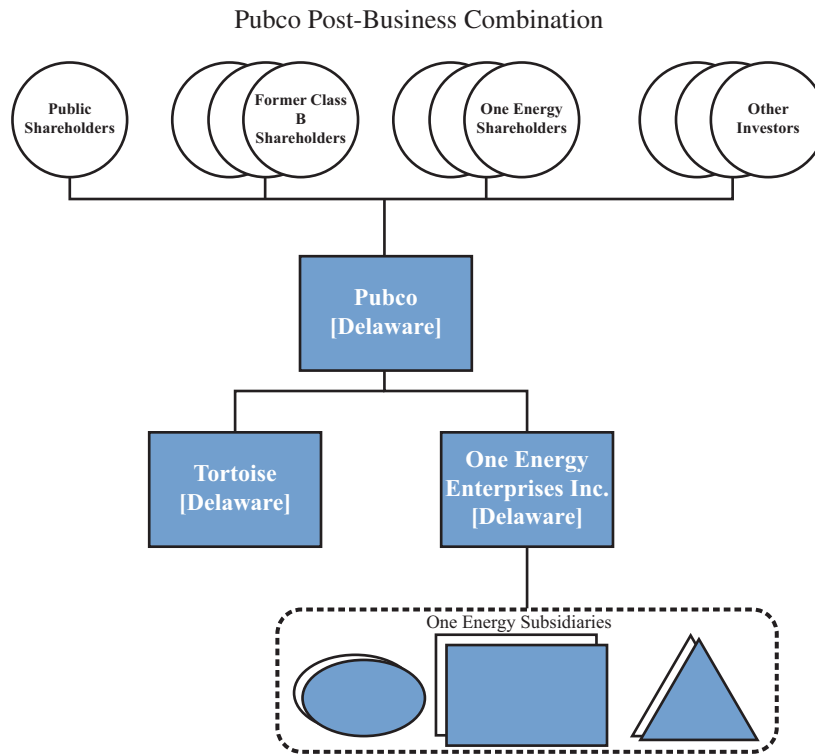 Pubco Post-Business Combination
Public
Shareholders
Former Class
B
Shareholders
One Energy
Shareholders
Other
Investors
Pubco
[Delaware]
Tortoise
[Delaware]
One Energy
Enterprises Inc.
[Delaware]
One Energy Subsidiaries